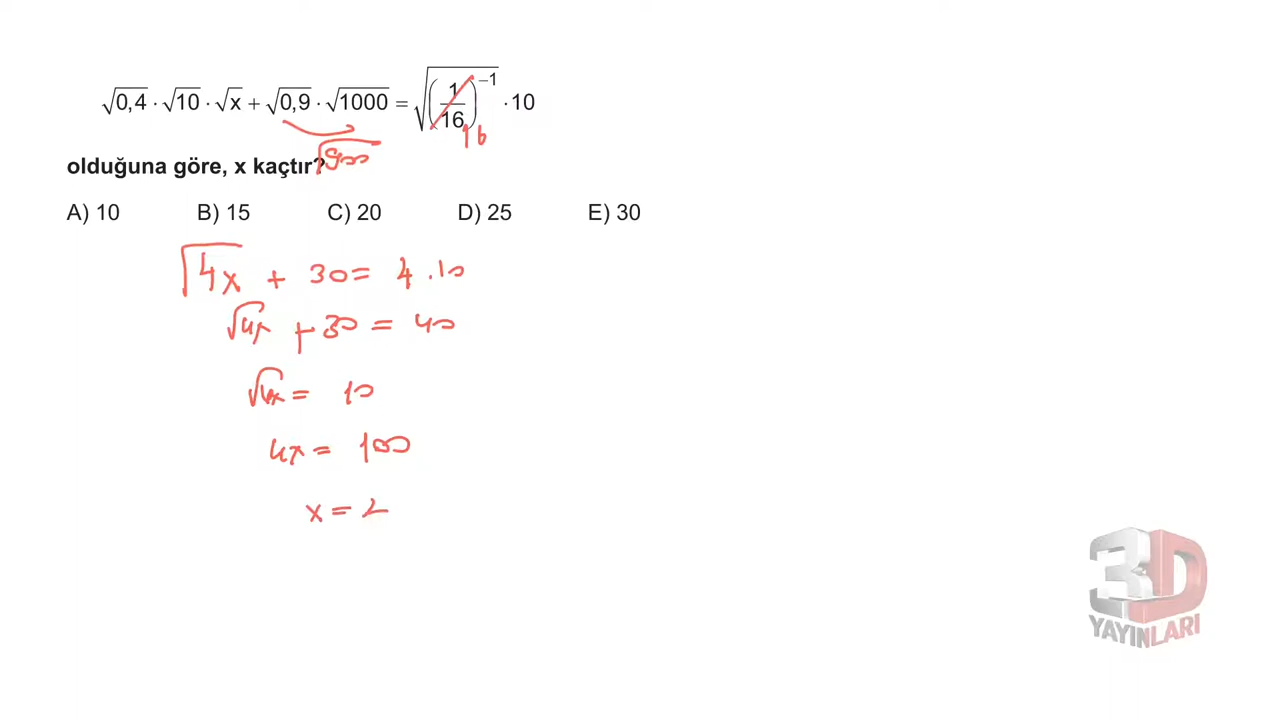 √0,4 · √10 · √x + √0,9 · √1000 = √(1/16)⁻¹ · 10
16
√900
olduğuna göre, x kaçtır?
A) 10 B) 15 C) 20 D) 25 E) 30
√4x + 30 = 4 . 10
√4x + 30 = 40
√4x = 10
4x = 100
x = 2
3D
YAYINLARI